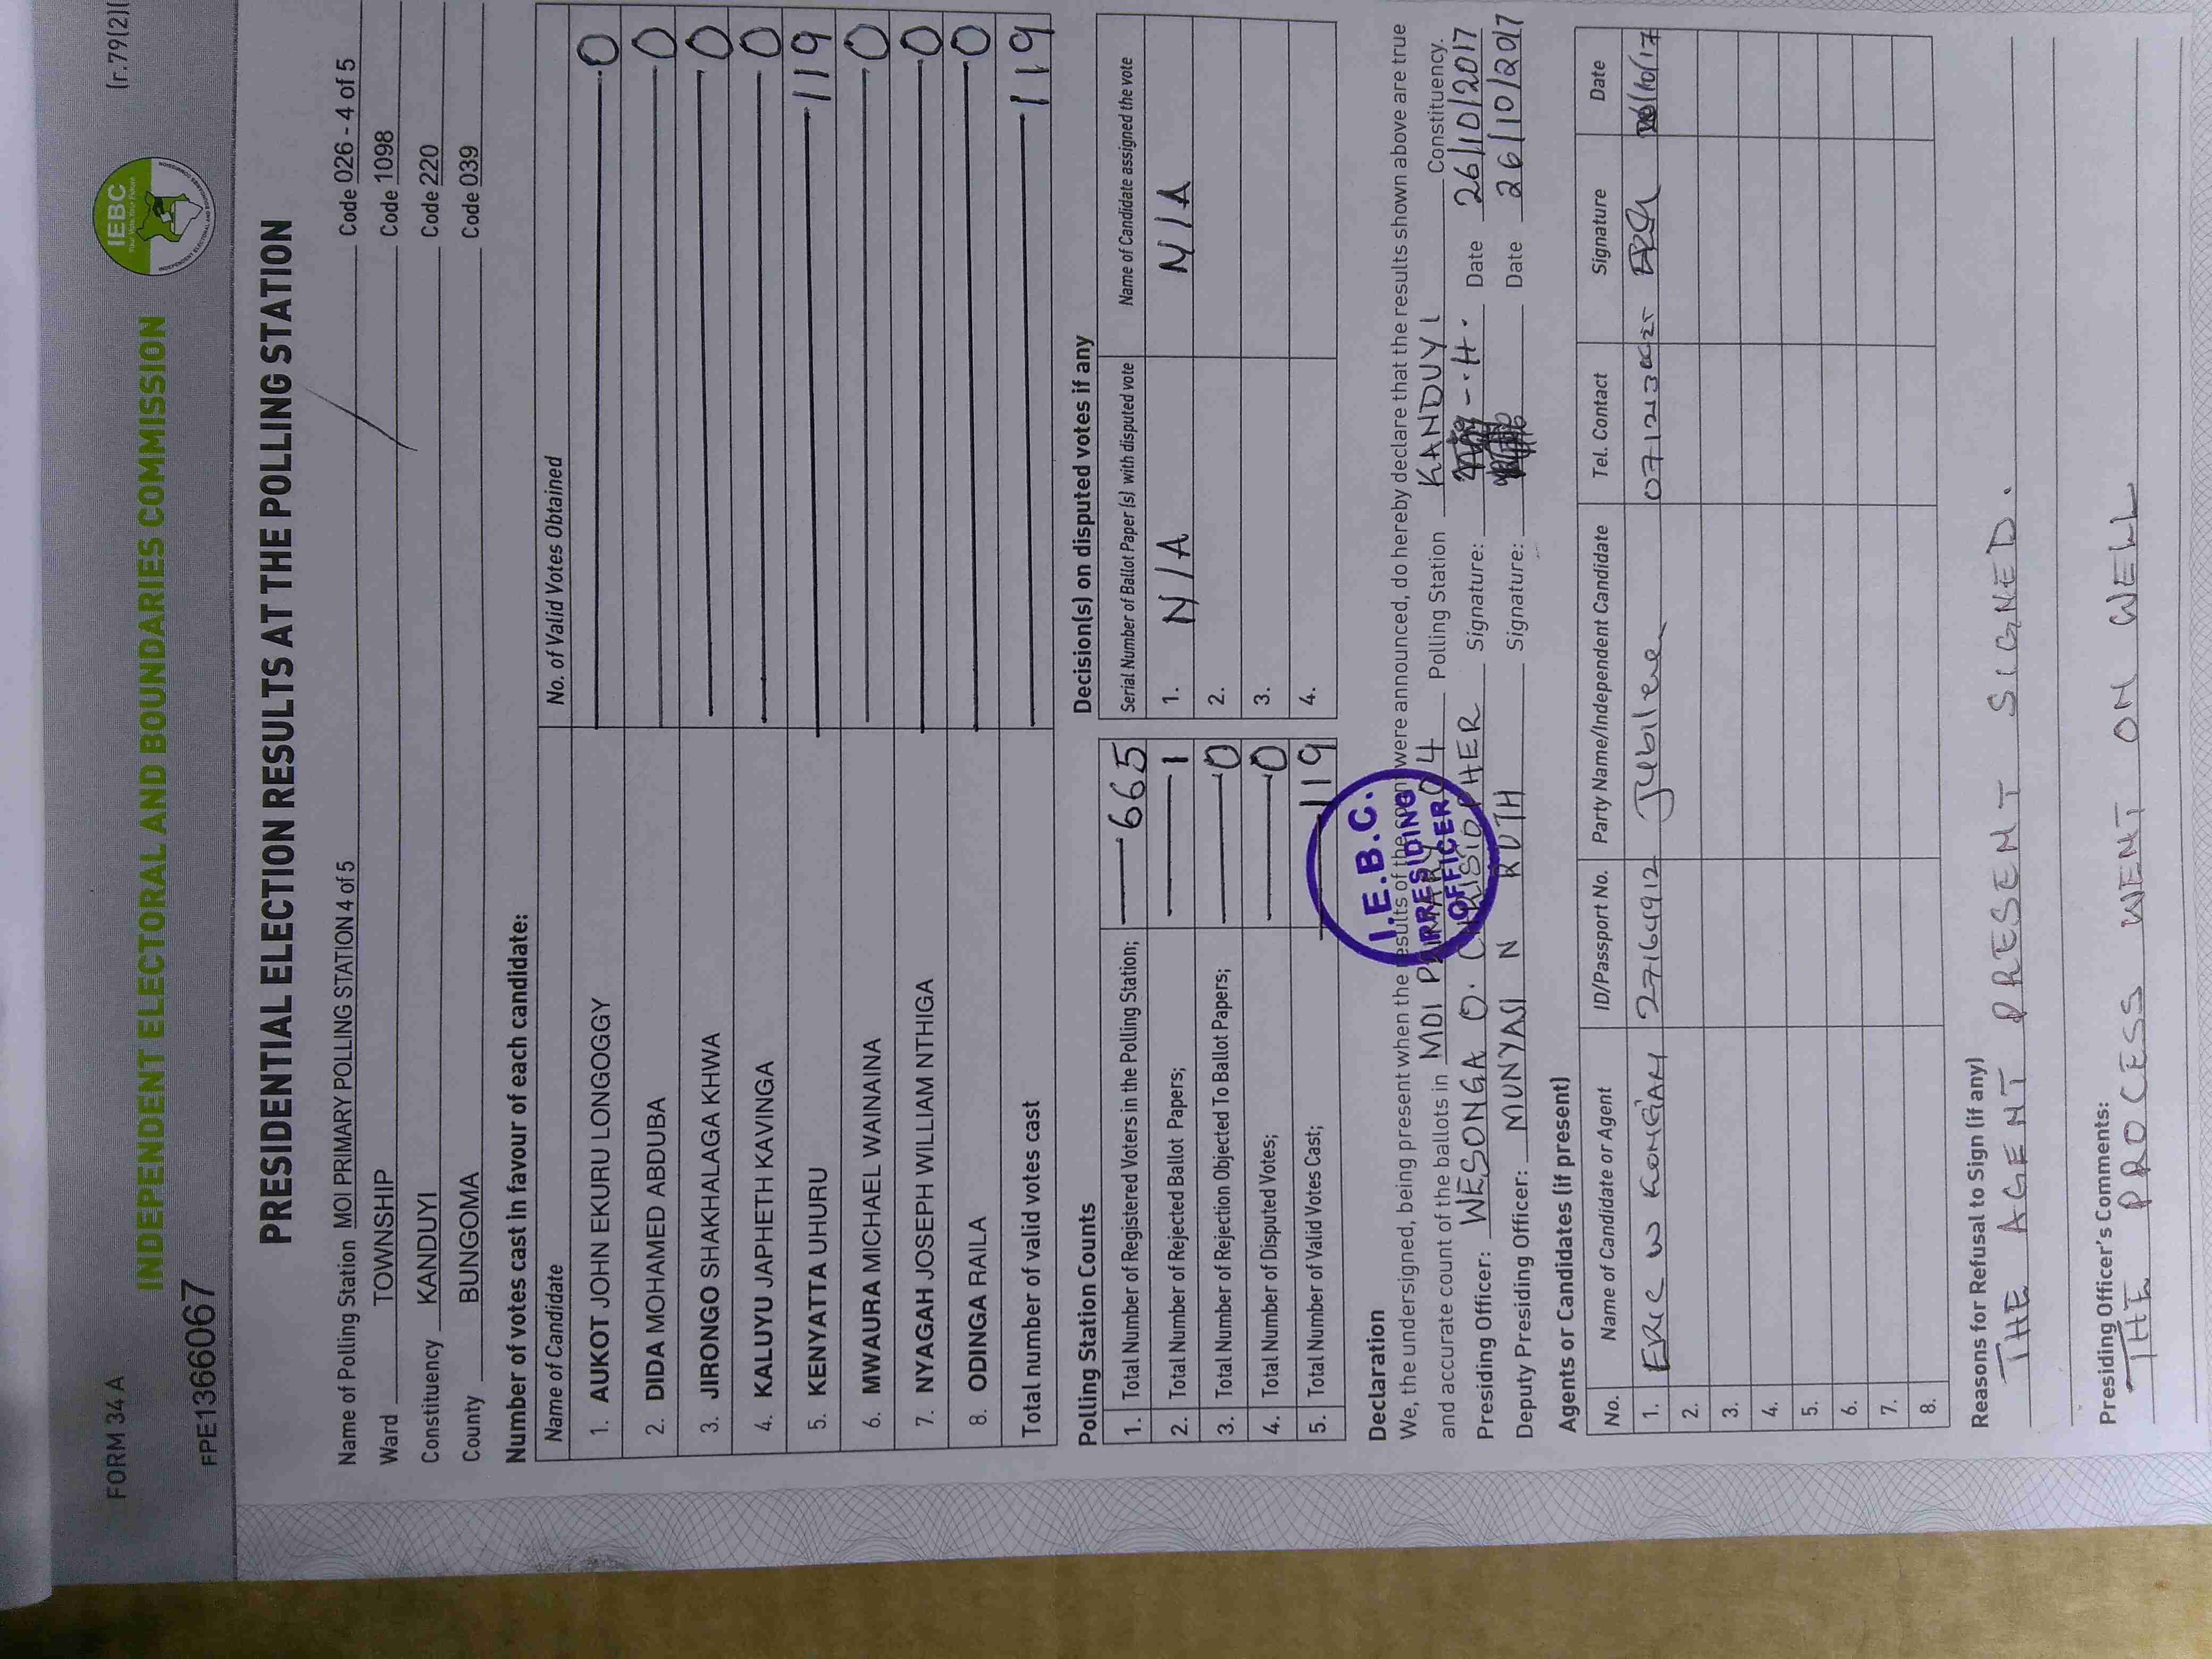 FORM 34 A
(r.79(2)(
INDEPENDENT ELECTORAL AND BOUNDARIES COMMISSION
IEBC
FPE1366067
PRESIDENTIAL ELECTION RESULTS AT THE POLLING STATION
Name of Polling Station MOI PRIMARY POLLING STATION 4 of 5 Code 026 - 4 of 5
Ward TOWNSHIP Code 1098
Constituency KANDUYI Code 220
County BUNGOMA Code 039
Number of votes cast in favour of each candidate:
Name of Candidate No. of Valid Votes Obtained
1. AUKOT JOHN EKURU LONGOGGY 0
2. DIDA MOHAMED ABDUBA 0
3. JIRONGO SHAKHALAGA KHWA 0
4. KALUYU JAPHETH KAVINGA 0
5. KENYATTA UHURU 119
6. MWAURA MICHAEL WAINAINA 0
7. NYAGAH JOSEPH WILLIAM NTHIGA 0
8. ODINGA RAILA 0
Total number of valid votes cast 119
Polling Station Counts
1. Total Number of Registered Voters in the Polling Station; 665
2. Total Number of Rejected Ballot Papers; 1
3. Total Number of Rejection Objected To Ballot Papers; 0
4. Total Number of Disputed Votes; 0
5. Total Number of Valid Votes Cast; 119
Decision(s) on disputed votes if any
Serial Number of Ballot Paper (s) with disputed vote Name of Candidate assigned the vote
1. N/A N/A
2.
3.
4.
Declaration
We, the undersigned, being present when the results of the count were announced, do hereby declare that the results shown above are true
and accurate count of the ballots in MOI PRIMARY 04 Polling Station KANDUYI Constituency.
Presiding Officer: WESONGA O. CHRISTOPHER Signature: Date 26/10/2017
Deputy Presiding Officer: MUNYASI N RUTH Signature: Date 26/10/2017
I.E.B.C.
PRESIDING
OFFICER
Agents or Candidates (if present)
No. Name of Candidate or Agent ID/Passport No. Party Name/Independent Candidate Tel. Contact Signature Date
1. ERIC W 27164912 Jubilee 26/10/17
2.
3.
4.
5.
6.
7.
8.
Reasons for Refusal to Sign (if any)
THE AGENT PRESENT SIGNED.
Presiding Officer's Comments:
THE PROCESS WENT ON WELL